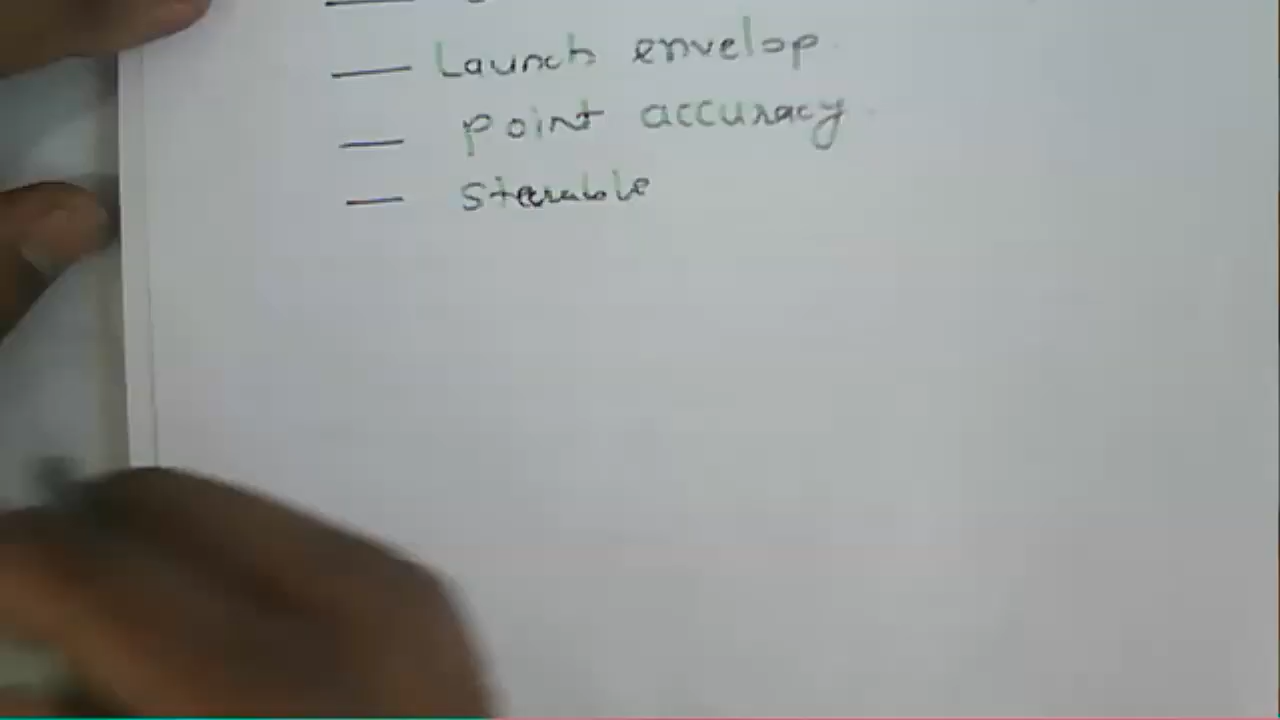 — Launch envelop
— point accuracy
— Steerable